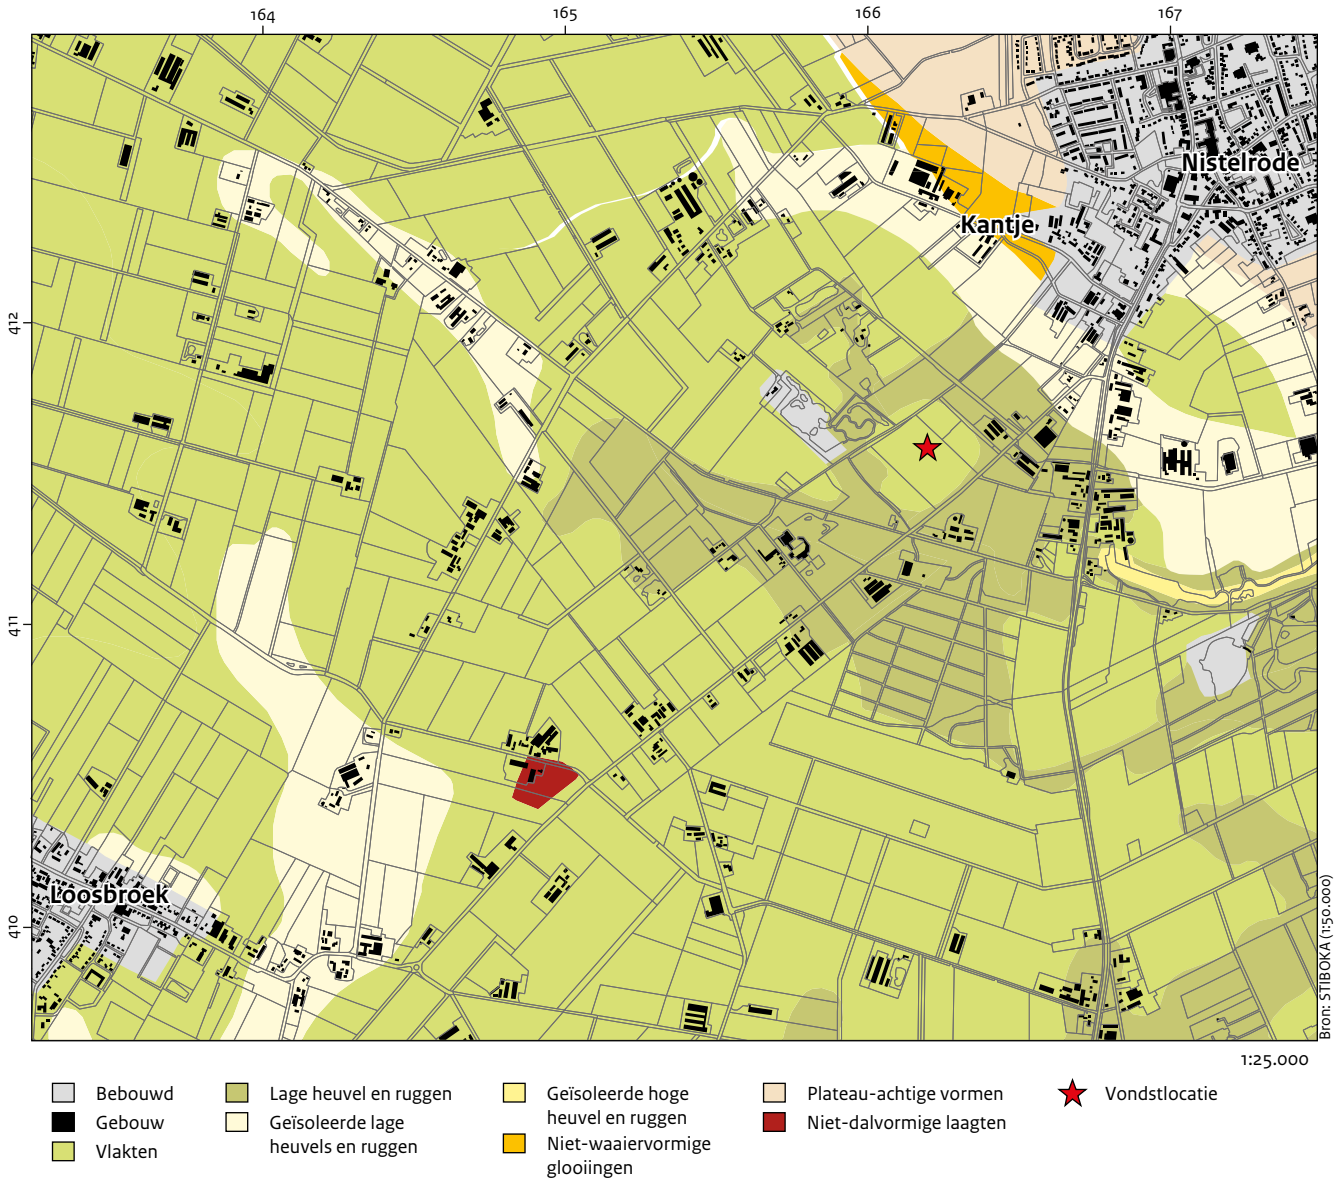 164 165 166 167
Nistelrode
Kantje
412
411
410
Loosbroek
Bron: STIBOKA (1:50.000)
1:25.000
Bebouwd
Gebouw
Vlakten
Lage heuvel en ruggen
Geïsoleerde lage
heuvels en ruggen
Geïsoleerde hoge
heuvel en ruggen
Niet-waaiervormige
glooiingen
Plateau-achtige vormen
Niet-dalvormige laagten
Vondstlocatie